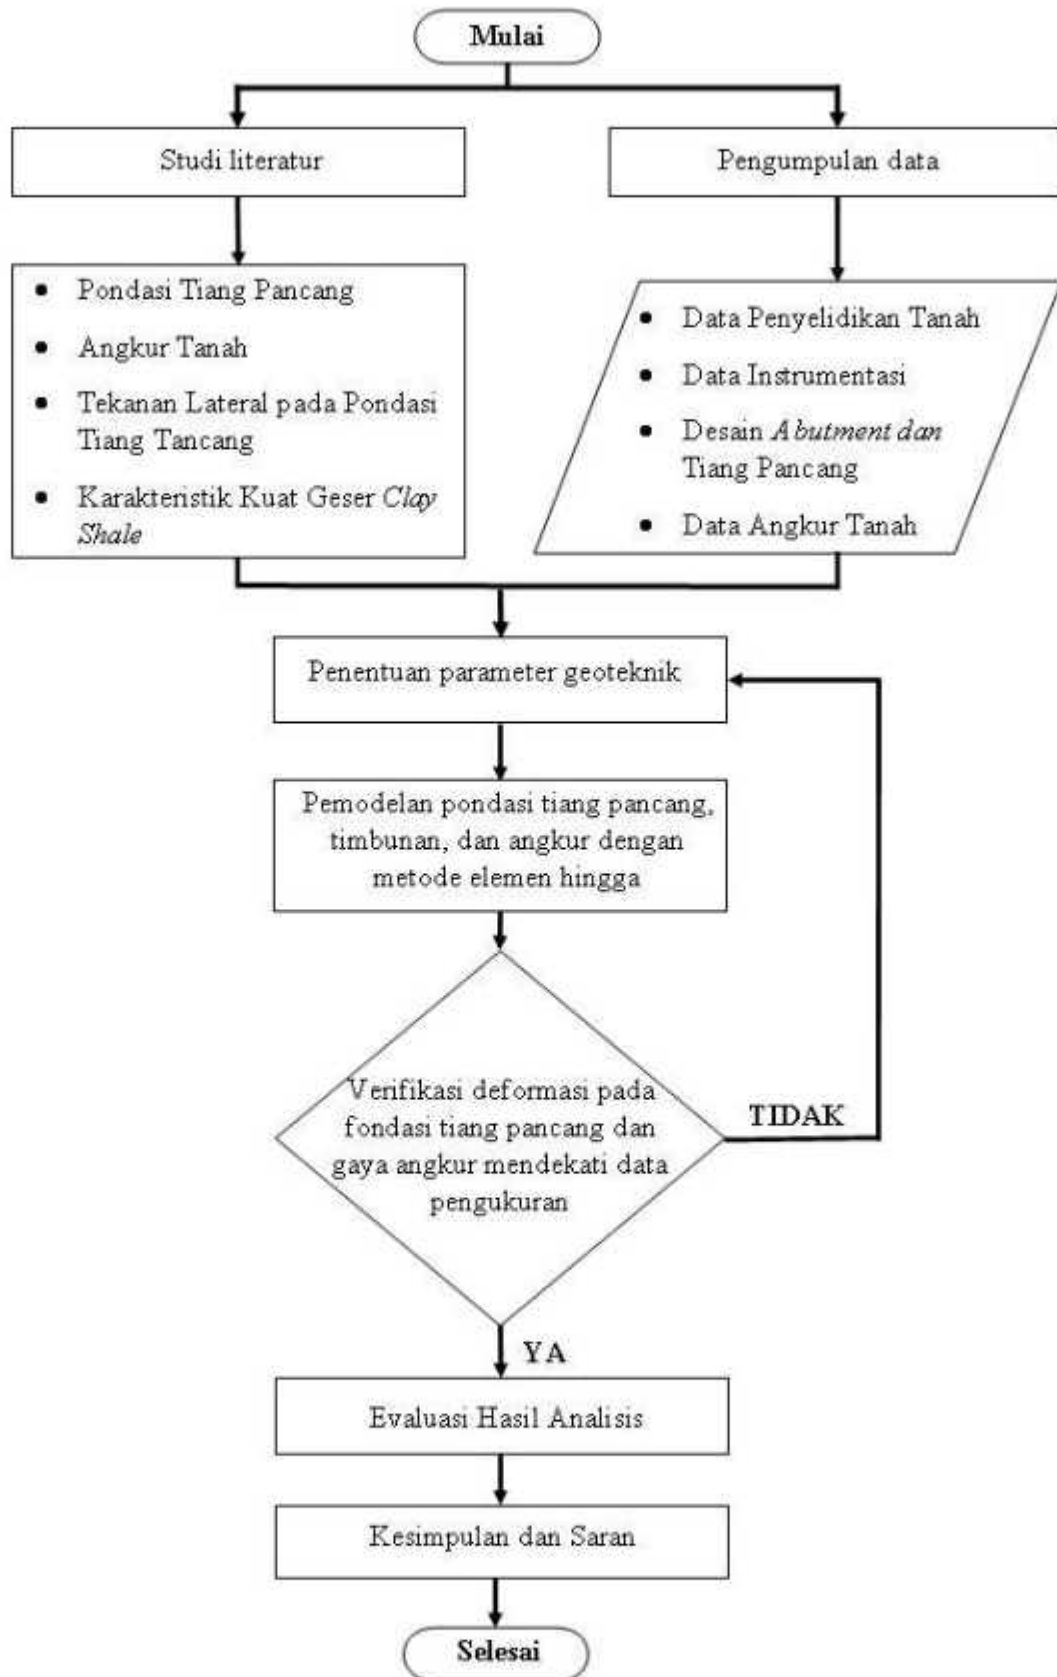 Mulai
Studi literatur
Pengumpulan data
• Pondasi Tiang Pancang
• Angkur Tanah
• Tekanan Lateral pada Pondasi
Tiang Tancang
• Karakteristik Kuat Geser Clay
Shale
• Data Penyelidikan Tanah
• Data Instrumentasi
• Desain Abutment dan
Tiang Pancang
• Data Angkur Tanah
Penentuan parameter geoteknik
Pemodelan pondasi tiang pancang,
timbunan, dan angkur dengan
metode elemen hingga
Verifikasi deformasi pada
fondasi tiang pancang dan
gaya angkur mendekati data
pengukuran
TIDAK
YA
Evaluasi Hasil Analisis
Kesimpulan dan Saran
Selesai